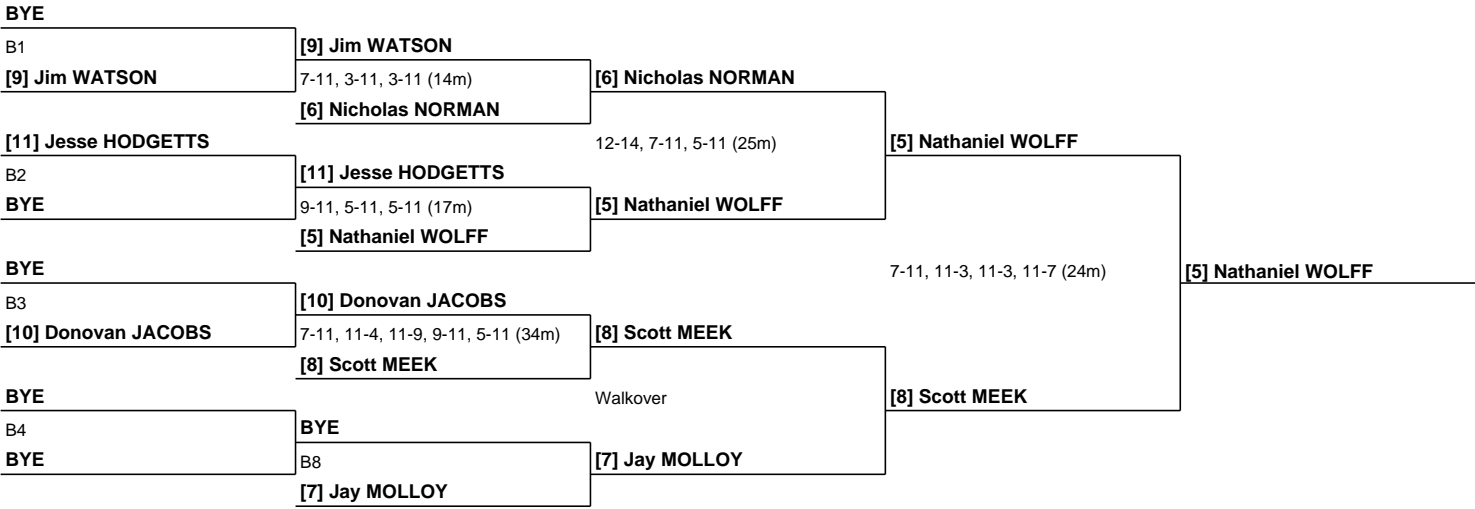 BYE
B1
[9] Jim WATSON
[9] Jim WATSON
7-11, 3-11, 3-11 (14m)
[6] Nicholas NORMAN
[6] Nicholas NORMAN
12-14, 7-11, 5-11 (25m)
[11] Jesse HODGETTS
B2
BYE
[11] Jesse HODGETTS
9-11, 5-11, 5-11 (17m)
[5] Nathaniel WOLFF
[5] Nathaniel WOLFF
[5] Nathaniel WOLFF
7-11, 11-3, 11-3, 11-7 (24m)
[5] Nathaniel WOLFF
BYE
B3
[10] Donovan JACOBS
[10] Donovan JACOBS
7-11, 11-4, 11-9, 9-11, 5-11 (34m)
[8] Scott MEEK
[8] Scott MEEK
Walkover
[8] Scott MEEK
BYE
B4
BYE
BYE
B8
[7] Jay MOLLOY
[7] Jay MOLLOY